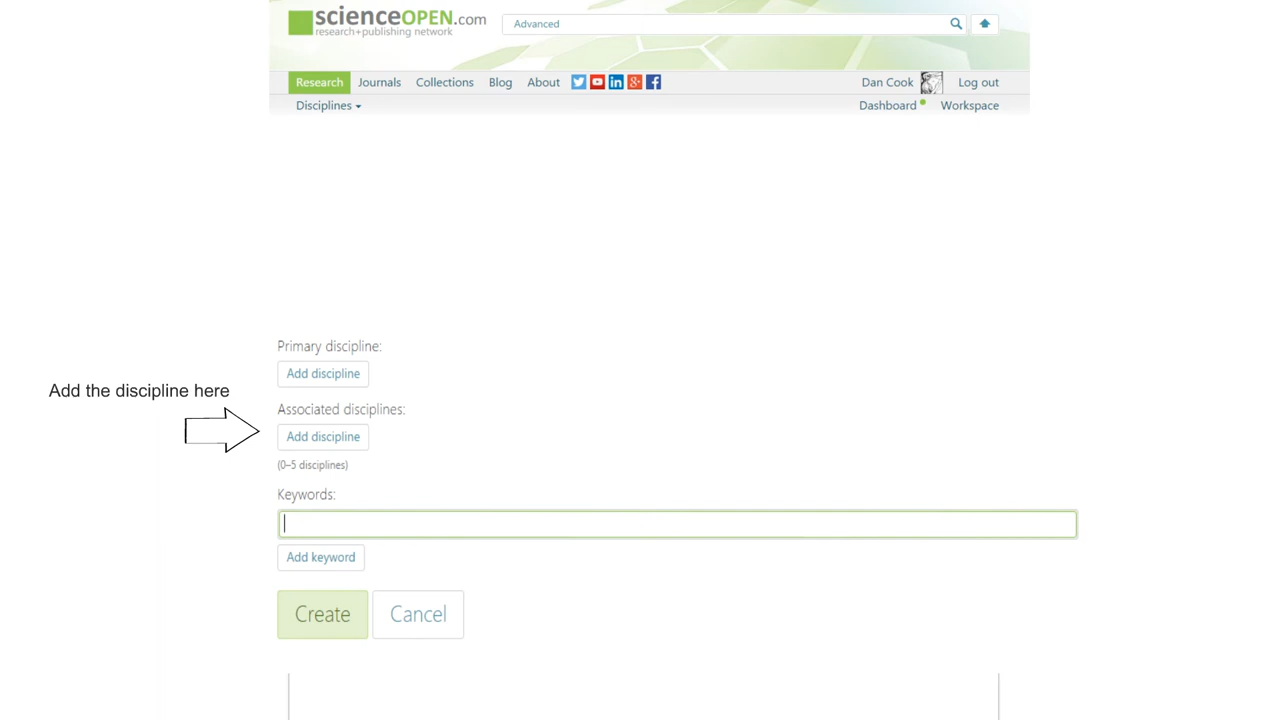 scienceOPEN.com
research+publishing network
Advanced
Research Journals Collections Blog About Dan Cook Log out
Disciplines Dashboard Workspace
Primary discipline:
Add discipline
Add the discipline here
Associated disciplines:
Add discipline
(0–5 disciplines)
Keywords:
Add keyword
Create Cancel